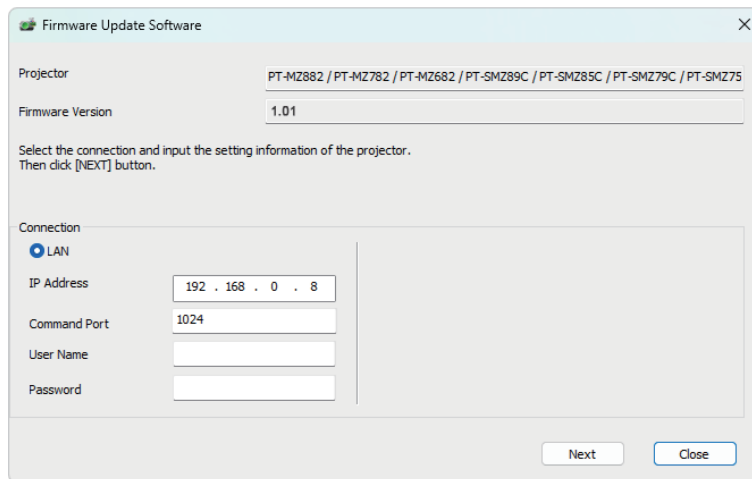 Firmware Update Software
Projector
PT-MZ882 / PT-MZ782 / PT-MZ682 / PT-SMZ89C / PT-SMZ85C / PT-SMZ79C / PT-SMZ75
Firmware Version
1.01
Select the connection and input the setting information of the projector.
Then click [NEXT] button.
Connection
LAN
IP Address
192 . 168 . 0 . 8
Command Port
1024
User Name
Password
Next
Close